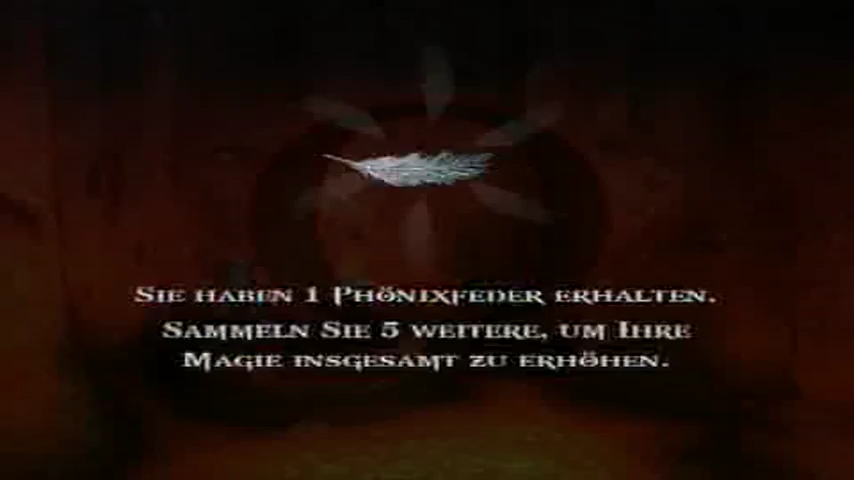 Sie haben 1 Phönixfeder erhalten.
Sammeln Sie 5 weitere, um Ihre
Magie insgesamt zu erhöhen.